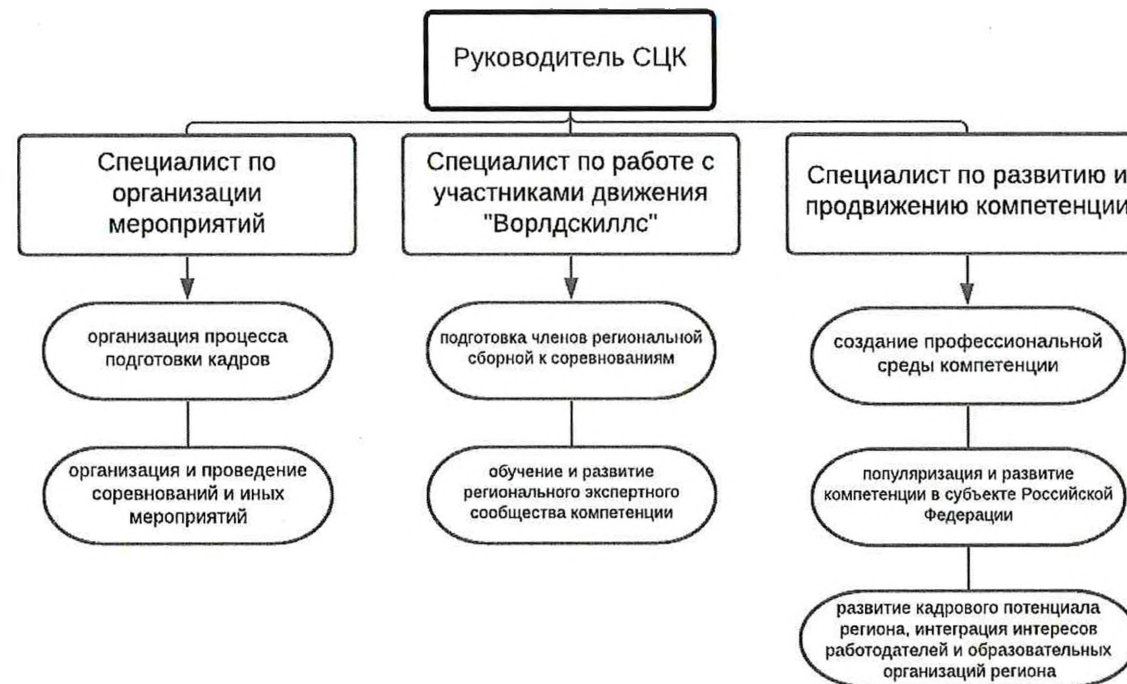 Руководитель СЦК
Специалист по
организации
мероприятий
Специалист по работе с
участниками движения
"Ворлдскиллс"
Специалист по развитию и
продвижению компетенции
организация процесса
подготовки кадров
подготовка членов региональной
сборной к соревнованиям
создание профессиональной
среды компетенции
организация и проведение
соревнований и иных
мероприятий
обучение и развитие
регионального экспертного
сообщества компетенции
популяризация и развитие
компетенции в субъекте Российской
Федерации
развитие кадрового потенциала
региона, интеграция интересов
работодателей и образовательных
организаций региона